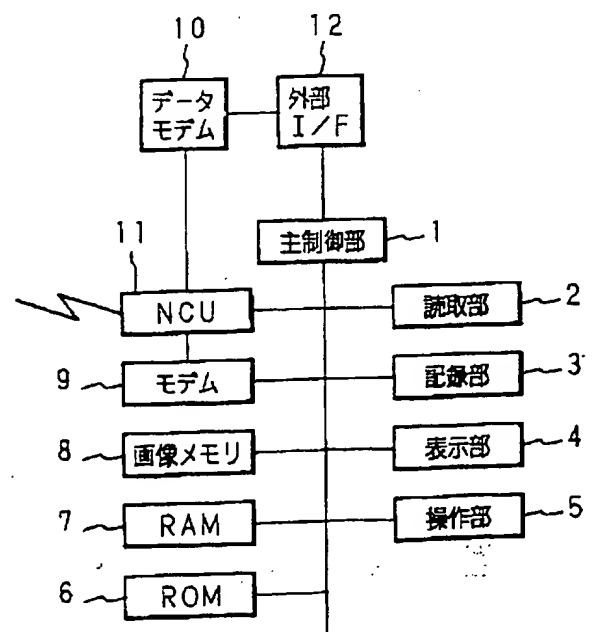 10
12
データ
モデム
外部
I/F
主制御部
1
11
NCU
読取部
2
9
モデム
記録部
3
8
画像メモリ
表示部
4
7
RAM
操作部
5
6
ROM